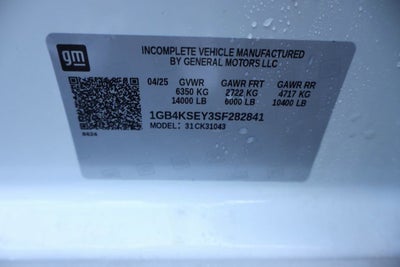 gm
INCOMPLETE VEHICLE MANUFACTURED
BY GENERAL MOTORS LLC
04/25 GVWR GAWR FRT GAWR RR
6350 KG 2722 KG 4717 KG
14000 LB 6000 LB 10400 LB
1GB4KSEY3SF282841
MODEL: 31CK31043